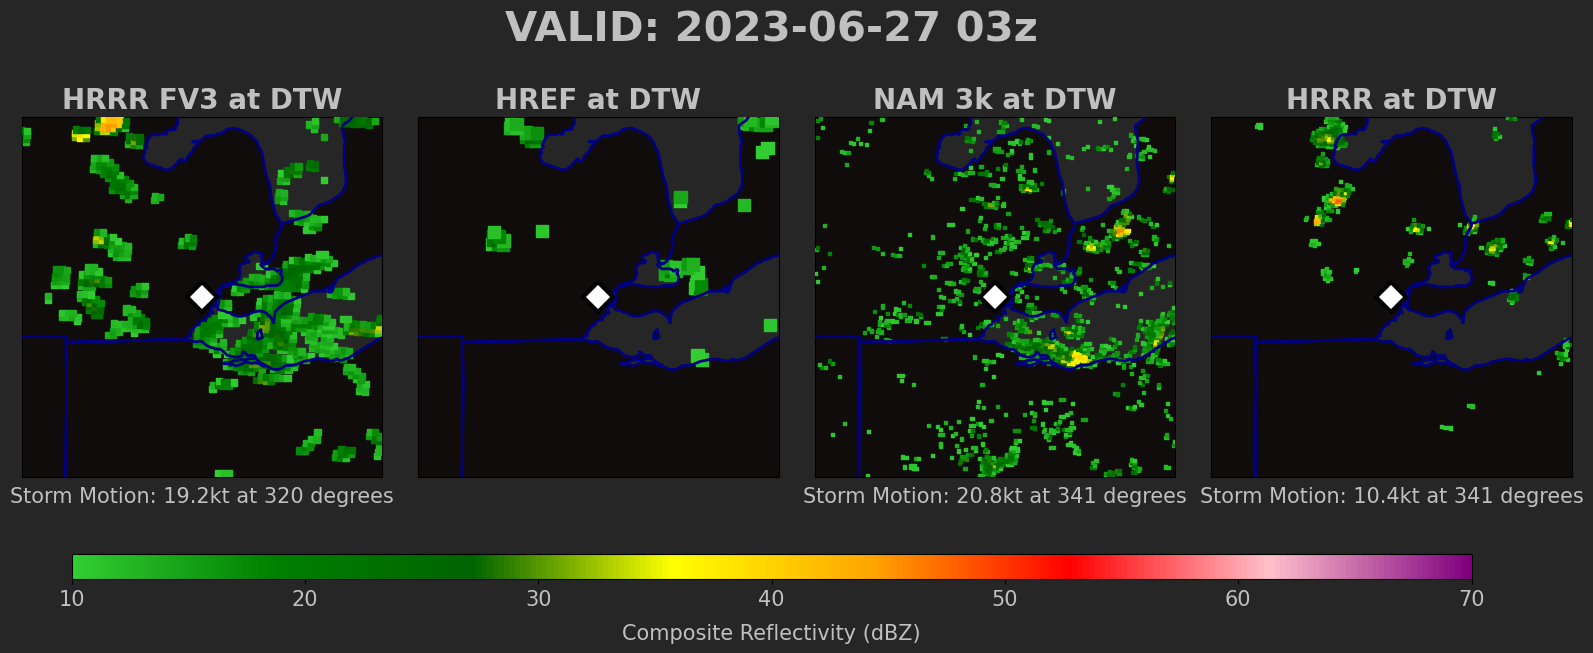 VALID: 2023-06-27 03z
HRRR FV3 at DTW
HREF at DTW
NAM 3k at DTW
HRRR at DTW
Storm Motion: 19.2kt at 320 degrees
Storm Motion: 20.8kt at 341 degrees
Storm Motion: 10.4kt at 341 degrees
10 20 30 40 50 60 70
Composite Reflectivity (dBZ)